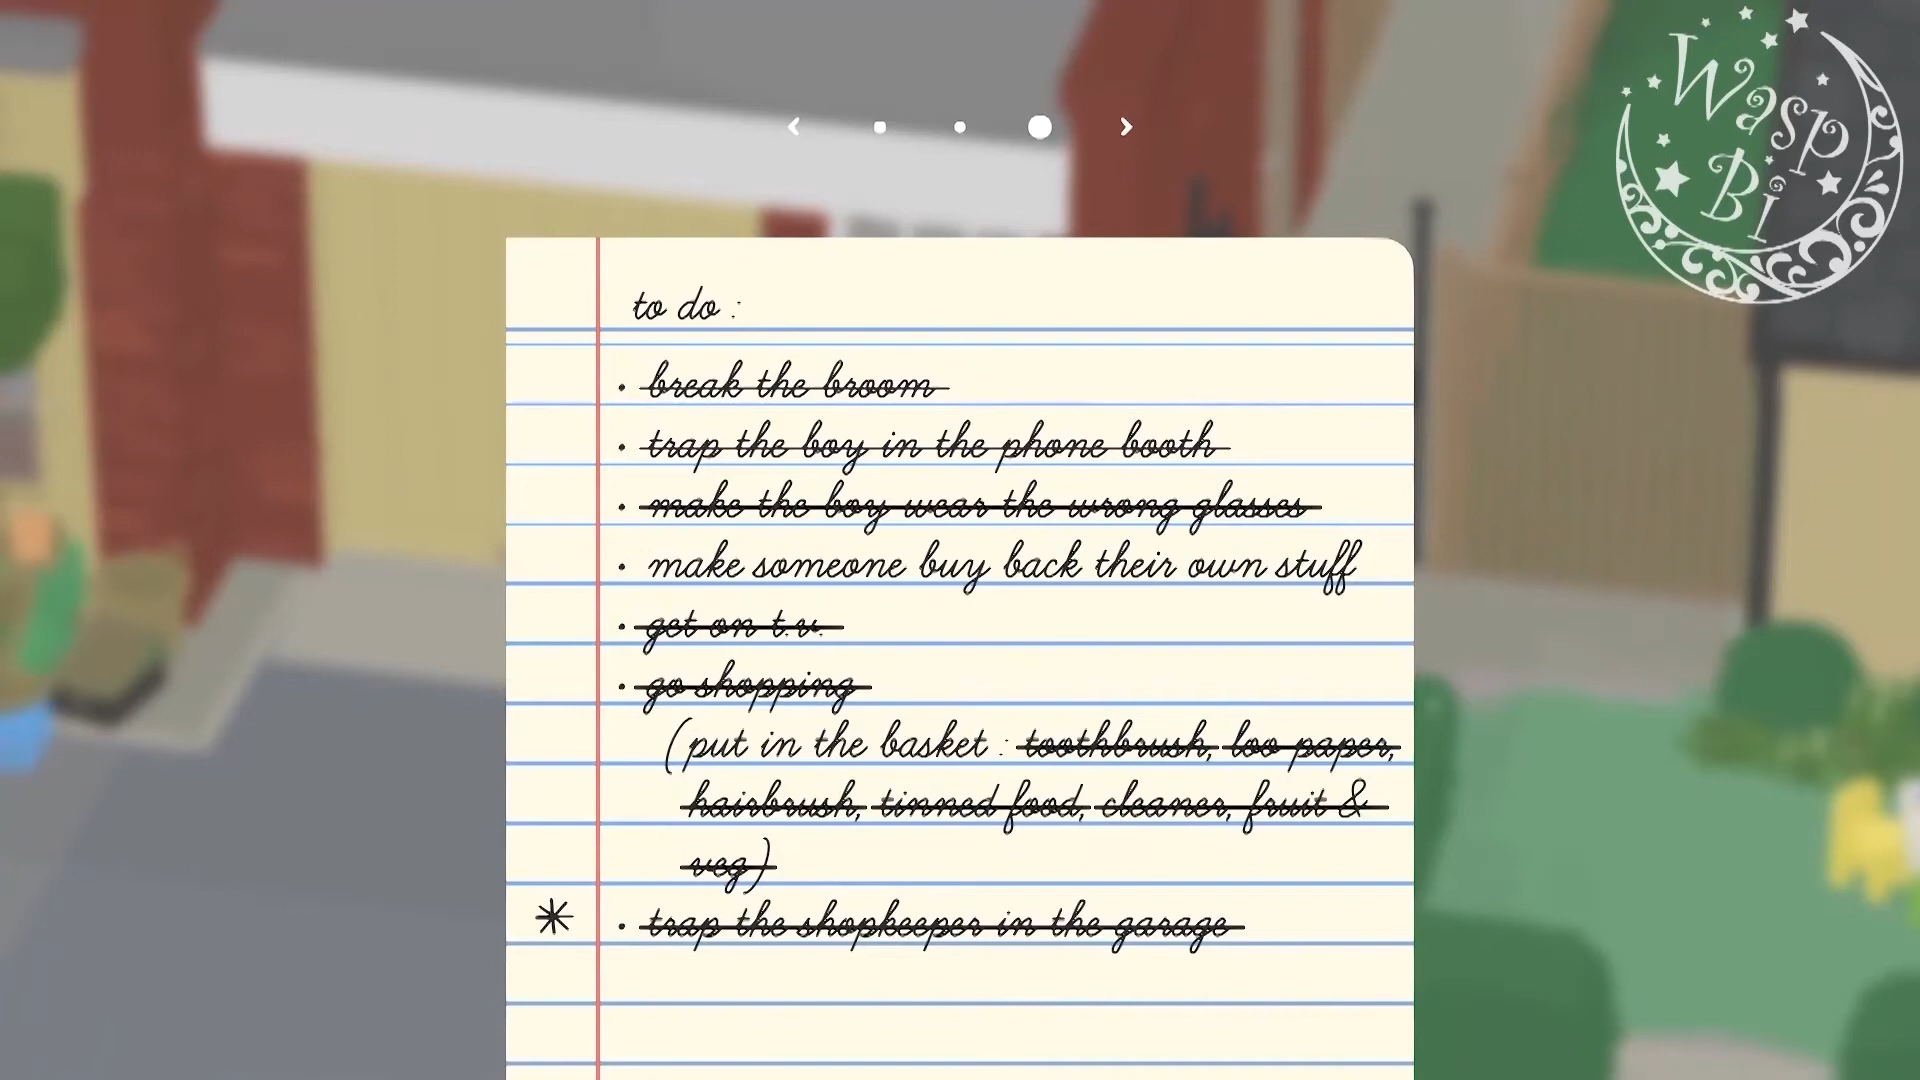 Wasp
Bi
to do :
• break the broom
• trap the boy in the phone booth
• make the boy wear the wrong glasses
• make someone buy back their own stuff
• get on t.v.
• go shopping
(put in the basket : toothbrush, loo paper,
hairbrush, tinned food, cleaner, fruit &
veg)
* • trap the shopkeeper in the garage